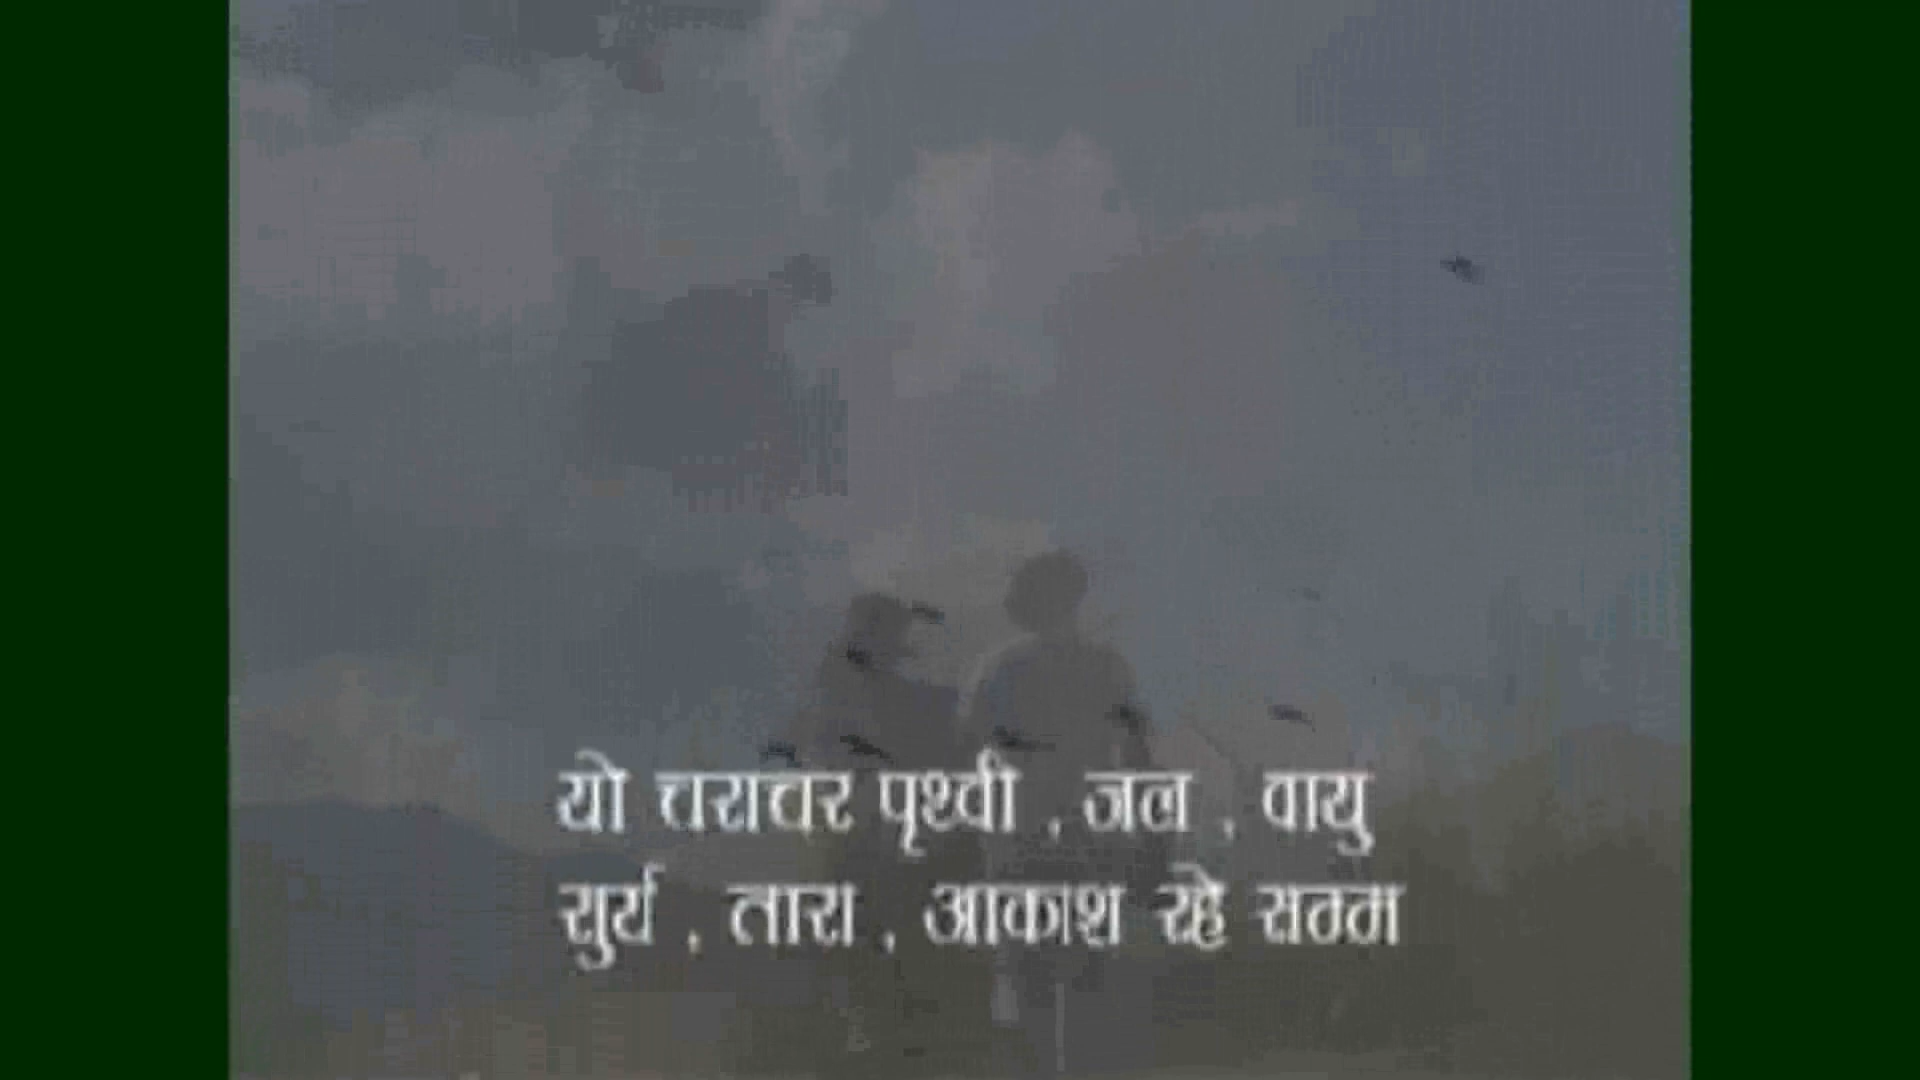 यो चराचर पृथ्वी , जल , वायु
सुर्य , तारा , आकाश रहे सम्म